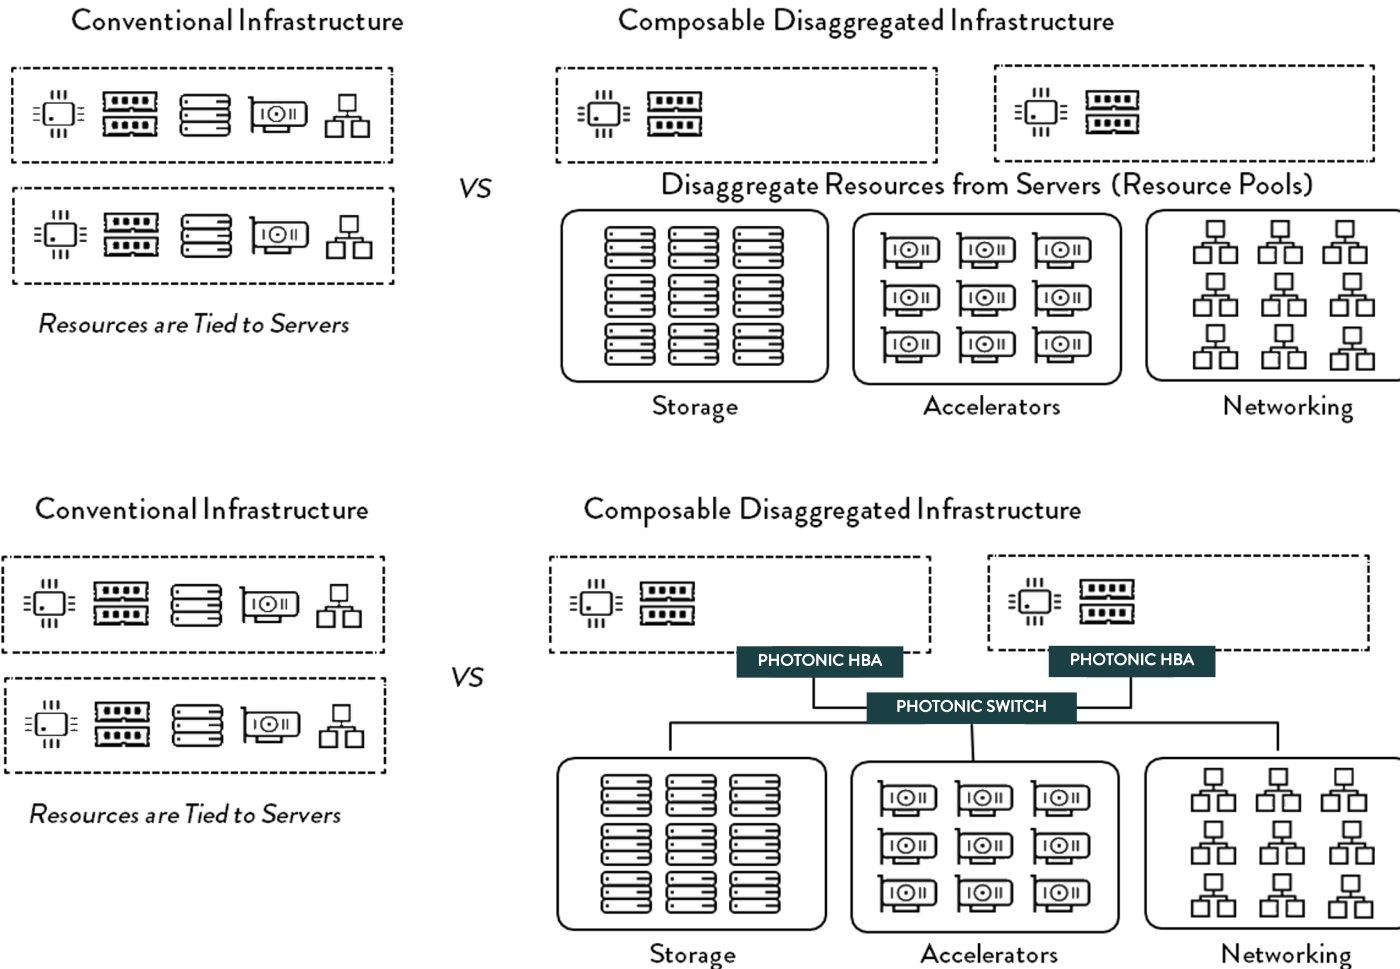 Conventional Infrastructure
Composable Disaggregated Infrastructure
VS
Disaggregate Resources from Servers (Resource Pools)
Resources are Tied to Servers
Storage
Accelerators
Networking
Conventional Infrastructure
Composable Disaggregated Infrastructure
VS
PHOTONIC HBA
PHOTONIC HBA
PHOTONIC SWITCH
Resources are Tied to Servers
Storage
Accelerators
Networking